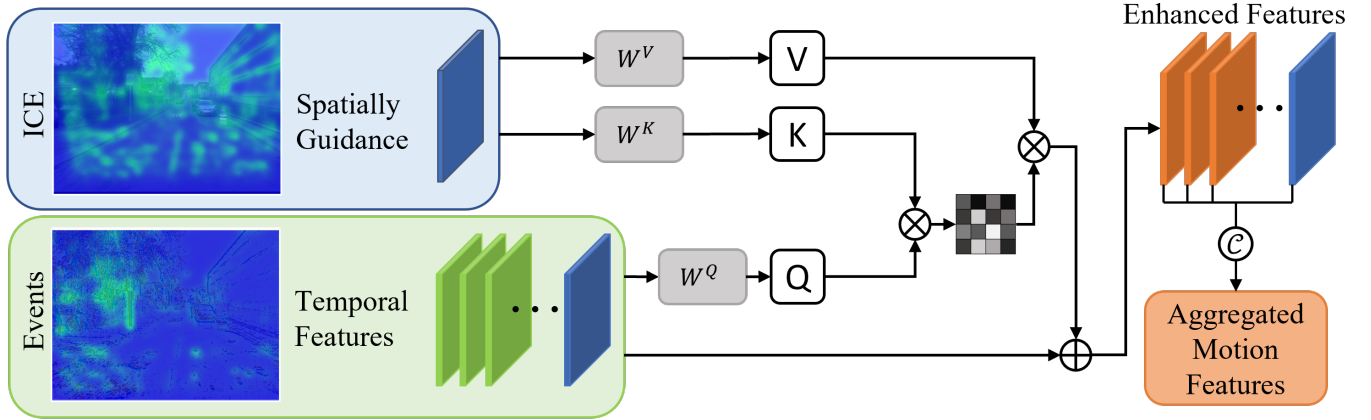 Enhanced Features
ICE
Spatially
Guidance
W^V
V
W^K
K
Events
Temporal
Features
W^Q
Q
C
Aggregated
Motion
Features